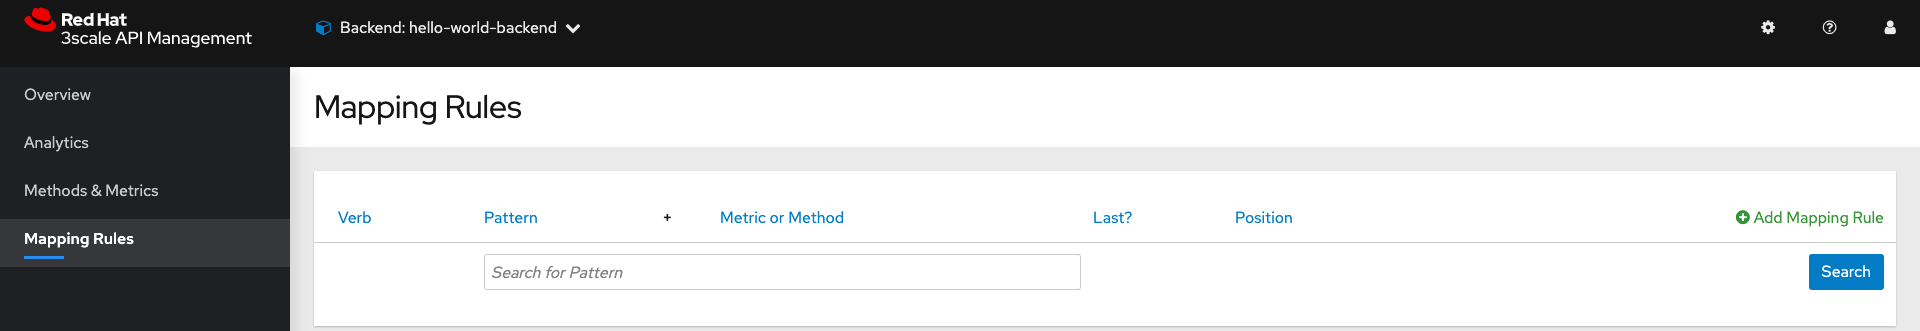 Red Hat
3scale API Management
Backend: hello-world-backend
Overview
Analytics
Methods & Metrics
Mapping Rules
Mapping Rules
Verb Pattern + Metric or Method Last? Position Add Mapping Rule
Search for Pattern Search